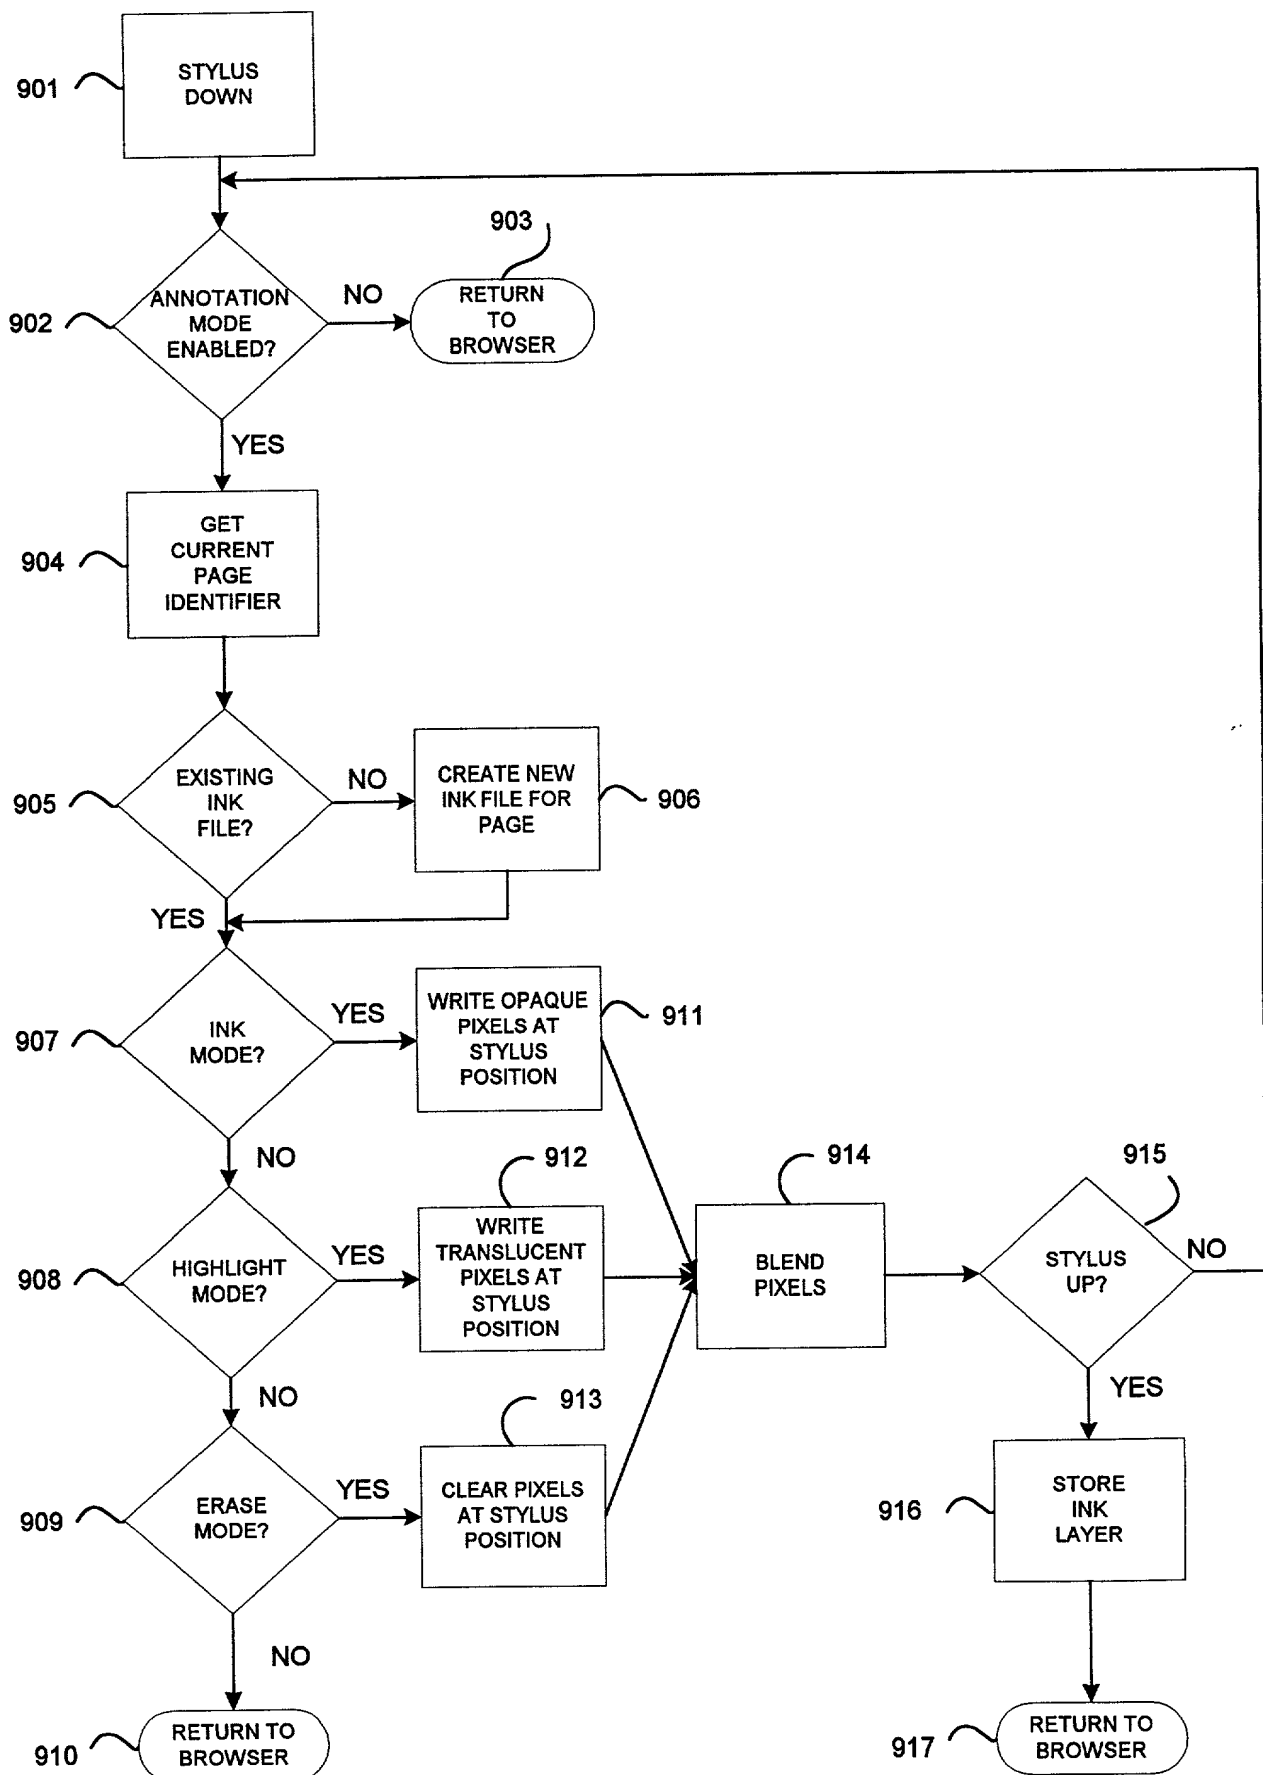 901
STYLUS
DOWN
902
ANNOTATION
MODE
ENABLED?
NO
903
RETURN
TO
BROWSER
YES
904
GET
CURRENT
PAGE
IDENTIFIER
905
EXISTING
INK
FILE?
NO
CREATE NEW
INK FILE FOR
PAGE
906
YES
907
INK
MODE?
YES
WRITE OPAQUE
PIXELS AT
STYLUS
POSITION
911
NO
908
HIGHLIGHT
MODE?
YES
912
WRITE
TRANSLUCENT
PIXELS AT
STYLUS
POSITION
914
BLEND
PIXELS
915
STYLUS
UP?
NO
NO
909
ERASE
MODE?
YES
913
CLEAR PIXELS
AT STYLUS
POSITION
YES
916
STORE
INK
LAYER
NO
910
RETURN TO
BROWSER
917
RETURN TO
BROWSER